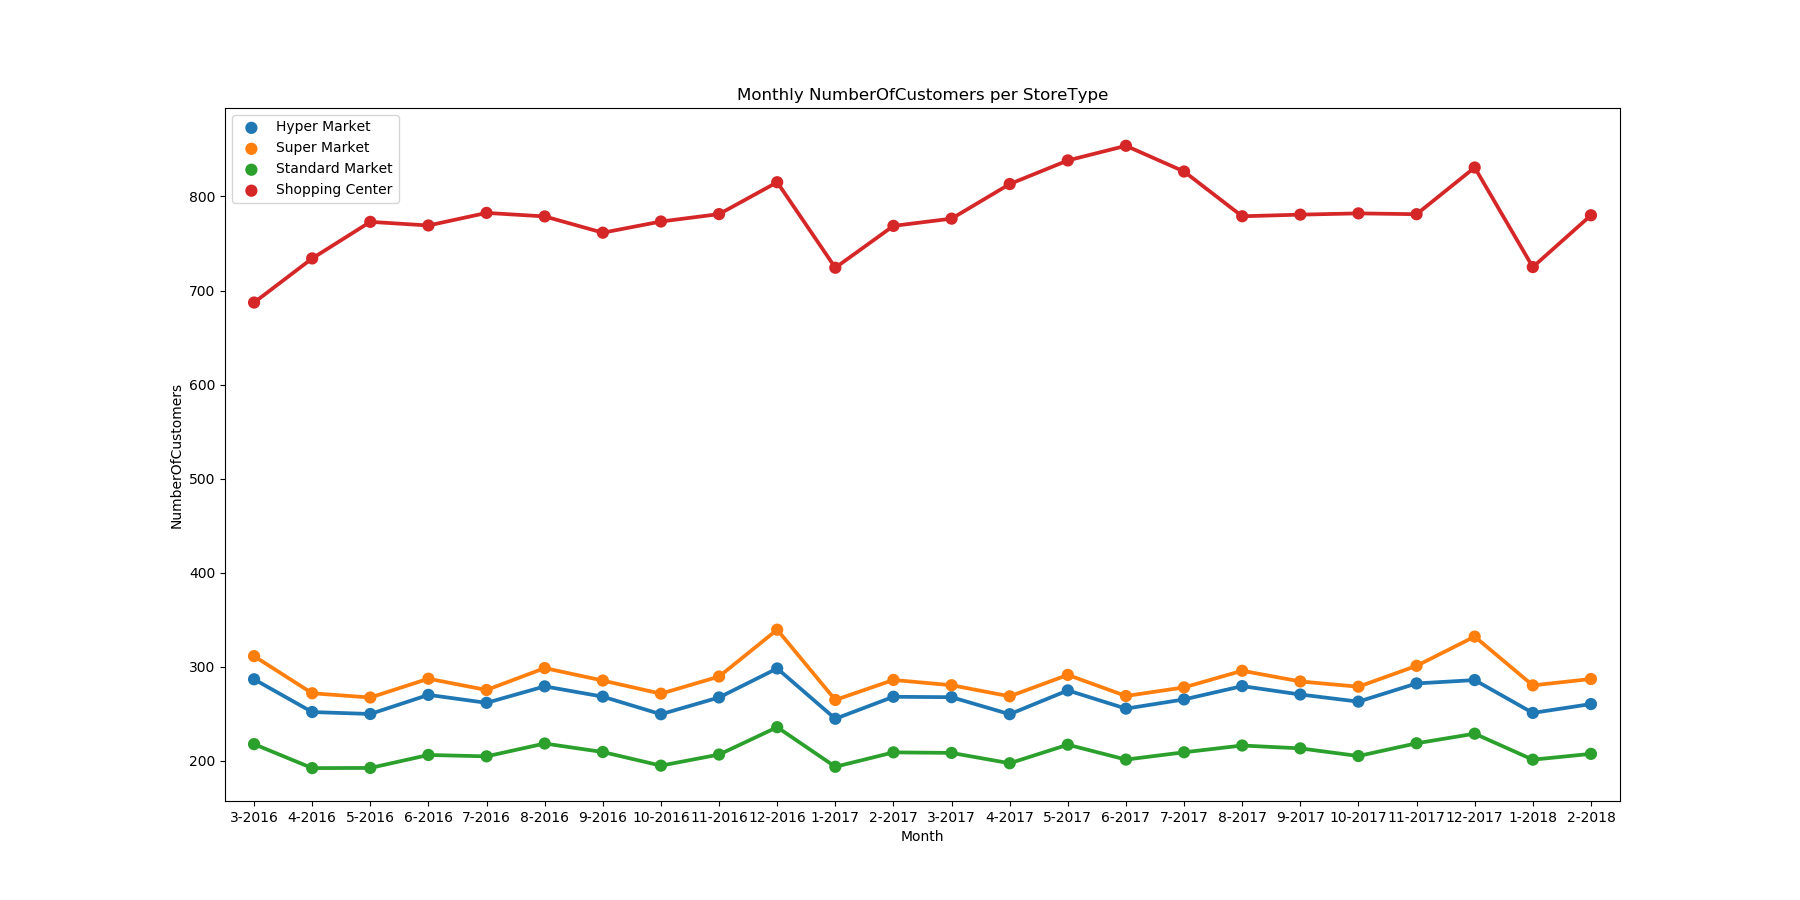 Monthly NumberOfCustomers per StoreType
Hyper Market
Super Market
Standard Market
Shopping Center
800
700
600
500
400
300
200
NumberOfCustomers
3-2016 4-2016 5-2016 6-2016 7-2016 8-2016 9-2016 10-2016 11-2016 12-2016 1-2017 2-2017 3-2017 4-2017 5-2017 6-2017 7-2017 8-2017 9-2017 10-2017 11-2017 12-2017 1-2018 2-2018
Month